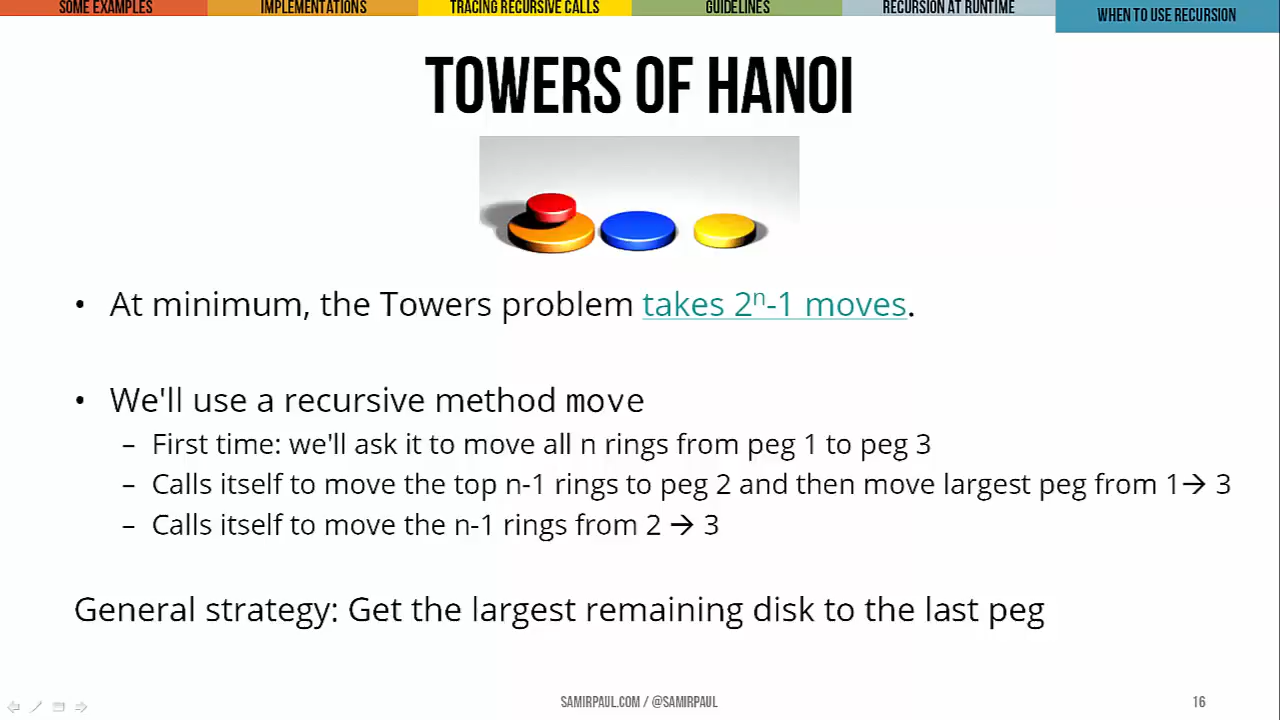 SOME EXAMPLES IMPLEMENTATIONS TRACING RECURSIVE CALLS GUIDELINES RECURSION AT RUNTIME WHEN TO USE RECURSION
TOWERS OF HANOI
• At minimum, the Towers problem takes 2ⁿ-1 moves.
• We'll use a recursive method move
– First time: we'll ask it to move all n rings from peg 1 to peg 3
– Calls itself to move the top n-1 rings to peg 2 and then move largest peg from 1→ 3
– Calls itself to move the n-1 rings from 2 → 3
General strategy: Get the largest remaining disk to the last peg
SAMIRPAUL.COM / @SAMIRPAUL 16